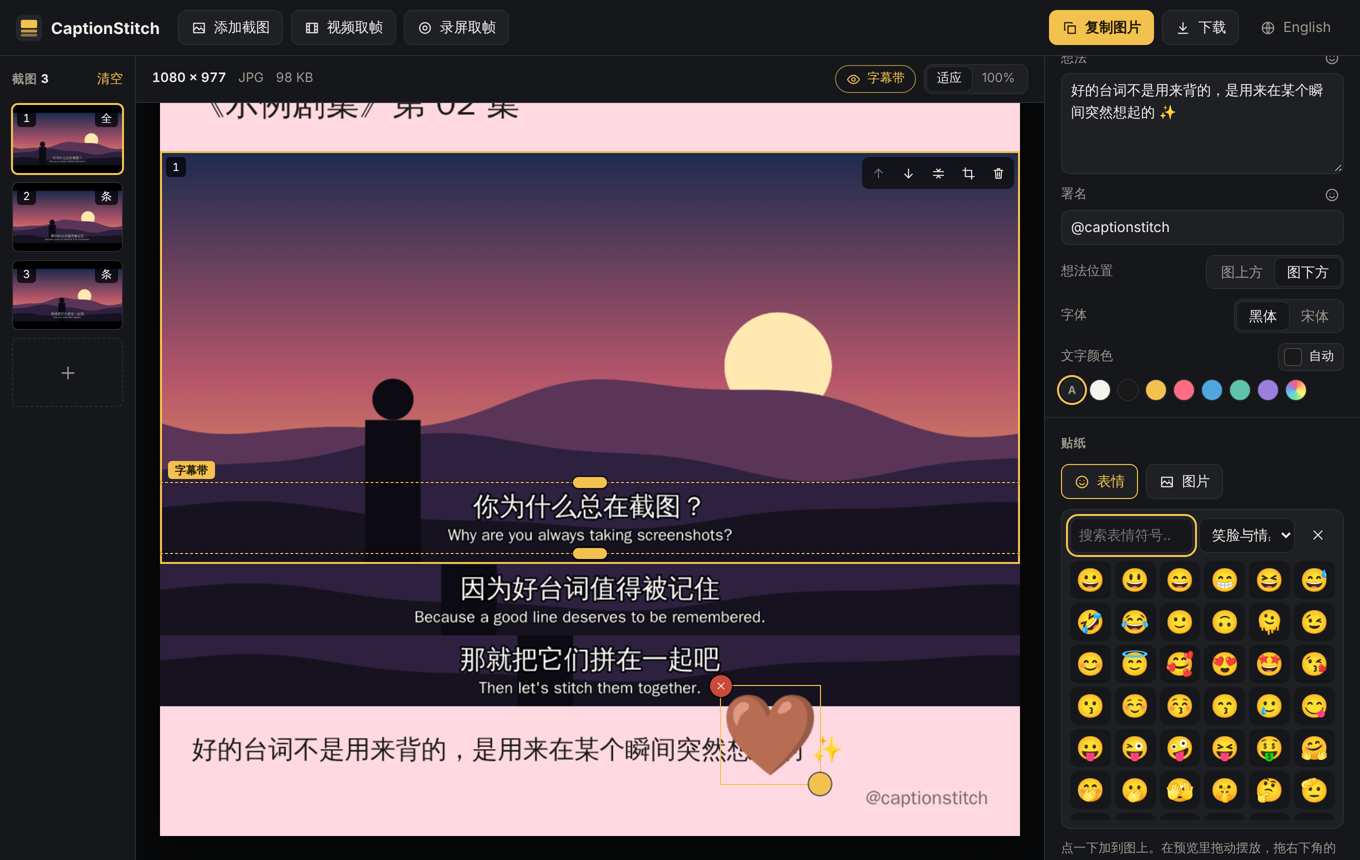 CaptionStitch
添加截图
视频取帧
录屏取帧
复制图片
下载
English
截图 3
清空
1 全
2 条
3 条
+
1080 × 977 JPG 98 KB
字幕带
适应
100%
《示例剧集》第 02 集
1
字幕带
你为什么总在截图？
Why are you always taking screenshots?
因为好台词值得被记住
Because a good line deserves to be remembered.
那就把它们拼在一起吧
Then let's stitch them together.
好的台词不是用来背的，是用来在某个瞬间突然想 ✨
@captionstitch
想法
好的台词不是用来背的，是用来在某个瞬
间突然想起的 ✨
署名
@captionstitch
想法位置
图上方
图下方
字体
黑体
宋体
文字颜色
自动
A
贴纸
表情
图片
搜索表情符号..
笑脸与情
点一下加到图上。在预览里拖动摆放，拖右下角的